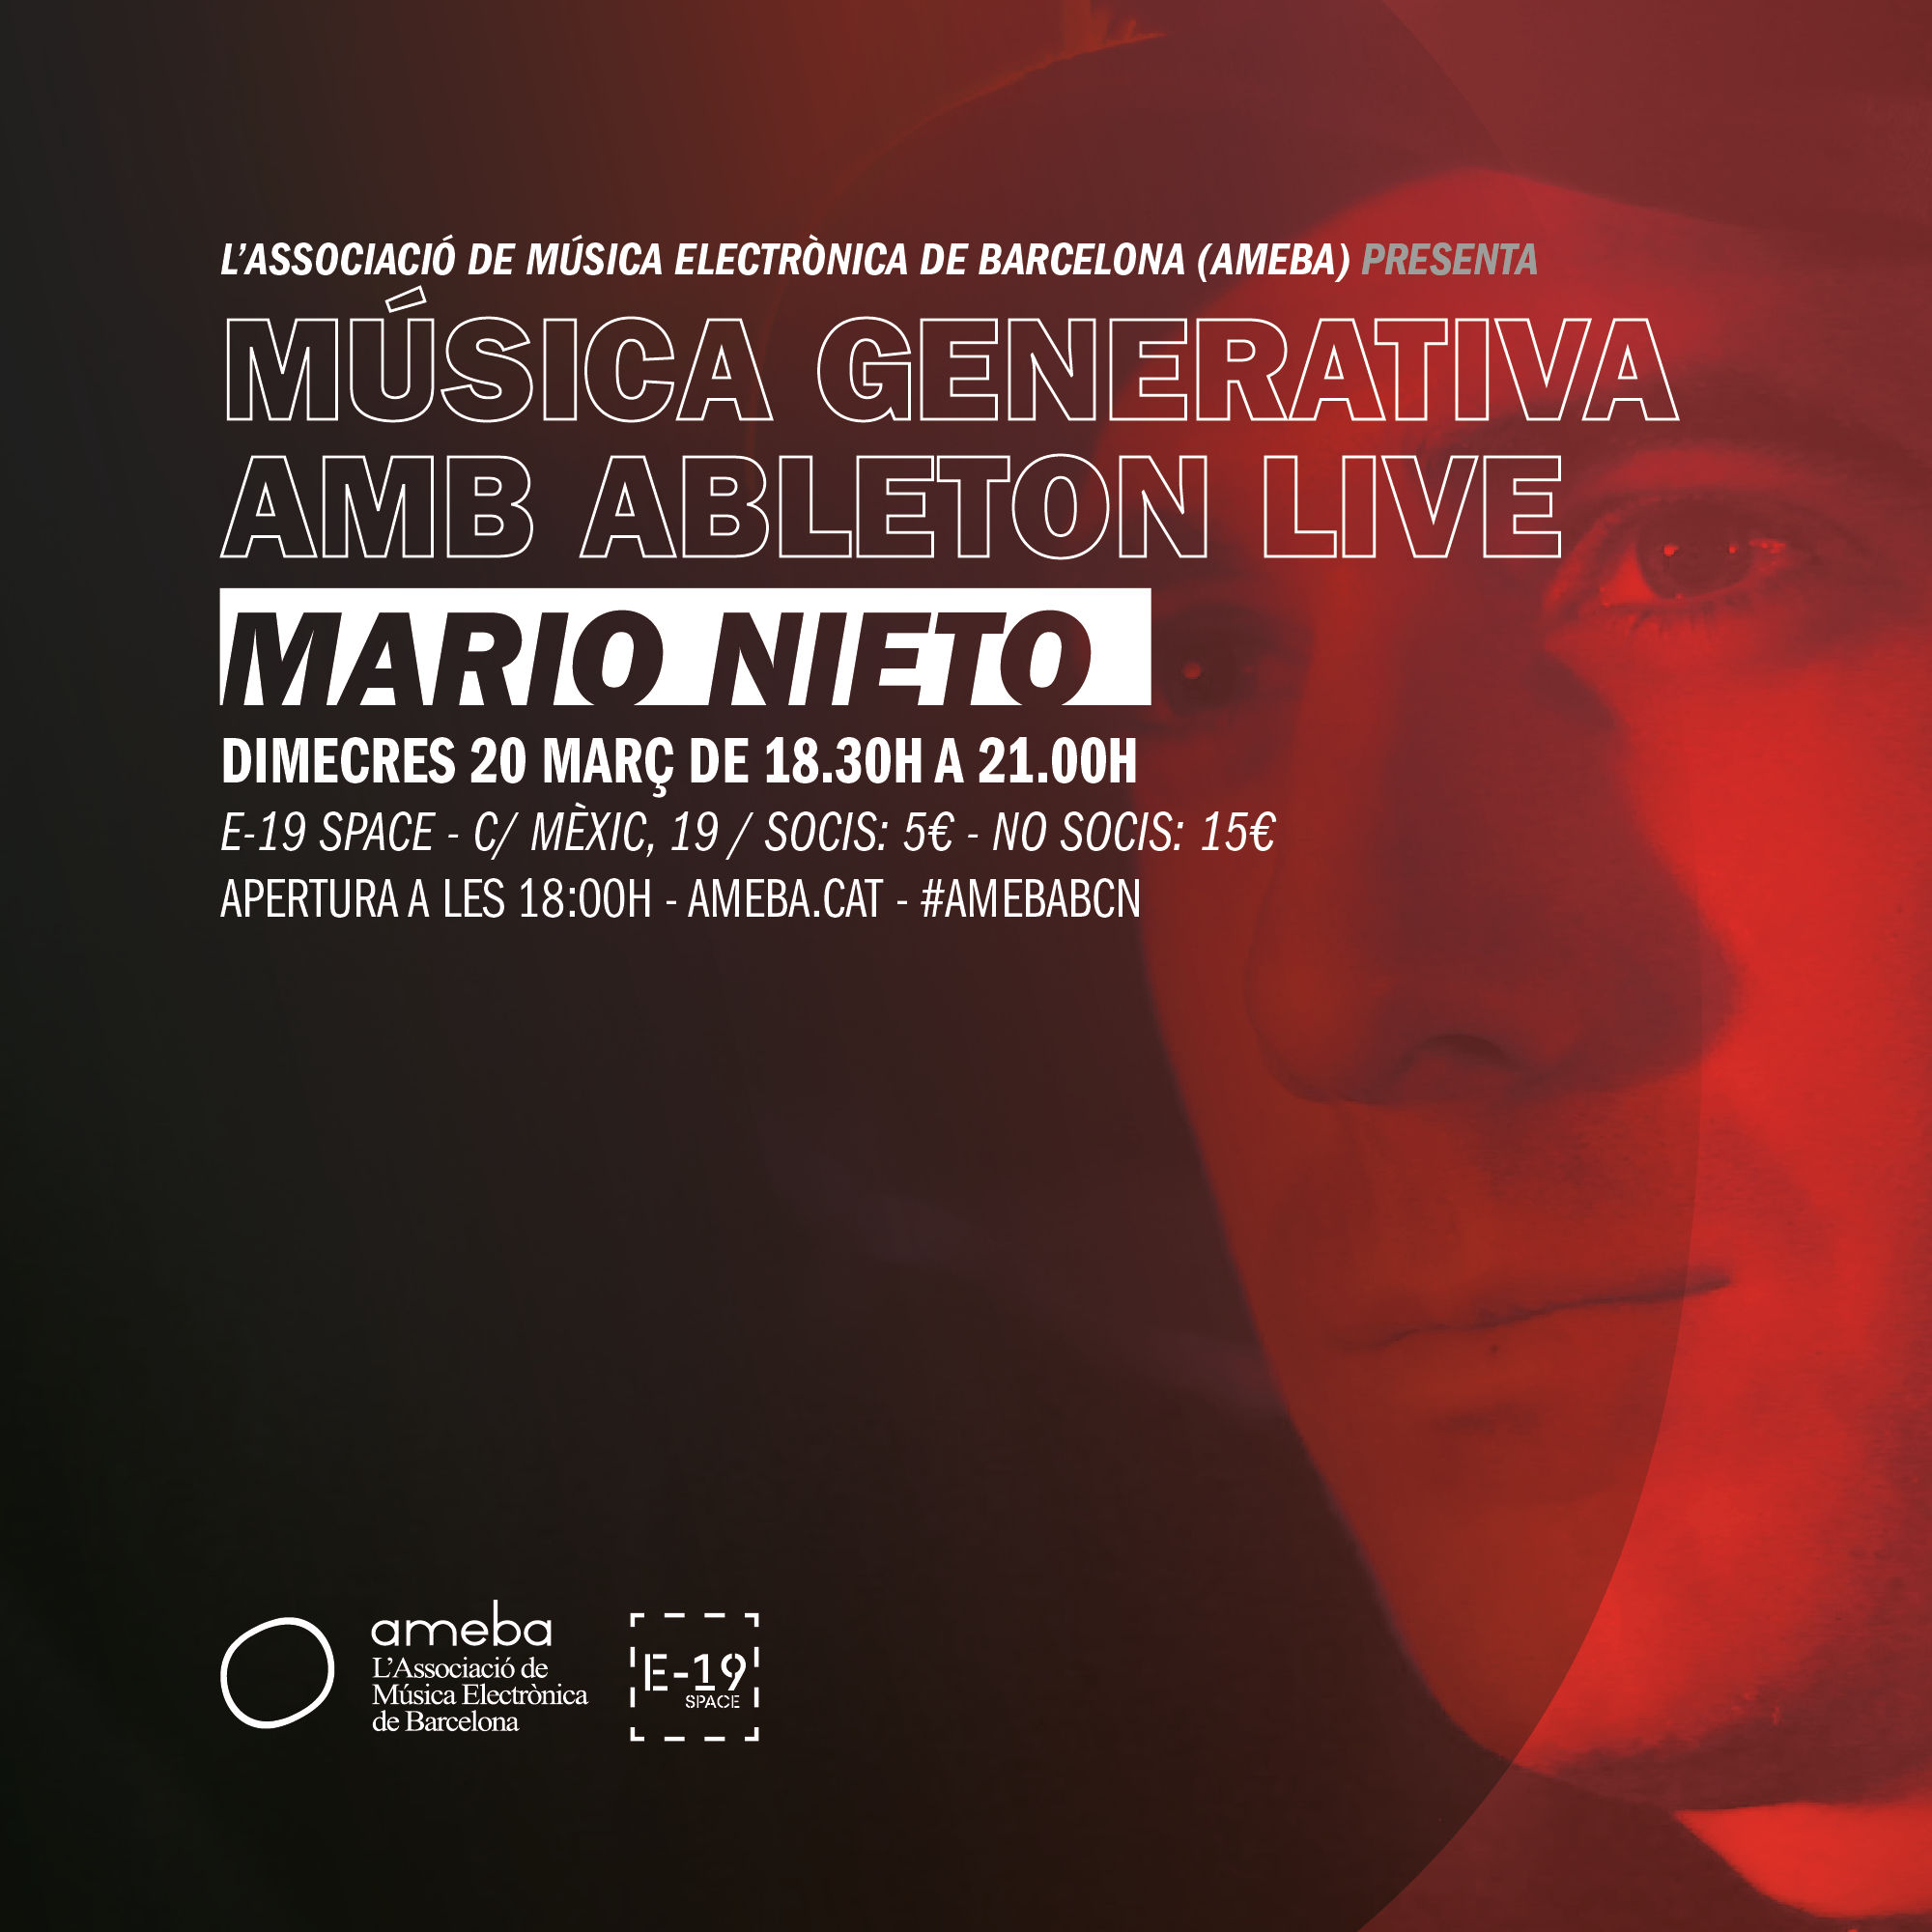 L'ASSOCIACIÓ DE MÚSICA ELECTRÒNICA DE BARCELONA (AMEBA) PRESENTA
MÚSICA GENERATIVA
AMB ABLETON LIVE
MARIO NIETO
DIMECRES 20 MARÇ DE 18.30H A 21.00H
E-19 SPACE - C/ MÈXIC, 19 / SOCIS: 5€ - NO SOCIS: 15€
APERTURA A LES 18:00H - AMEBA.CAT - #AMEBABCN
ameba
L'Associació de
Música Electrònica
de Barcelona
E-19
SPACE